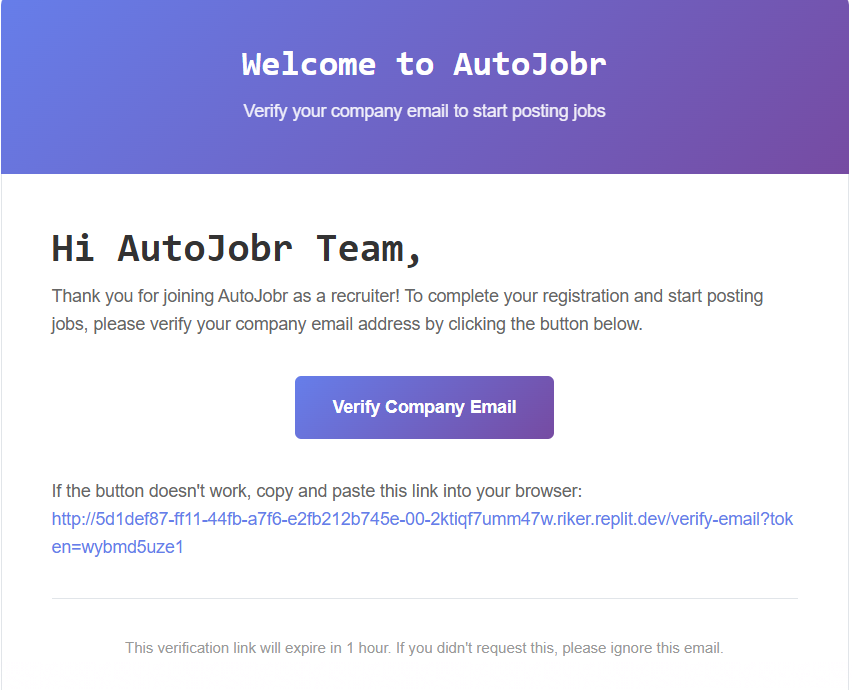 Welcome to AutoJobr
Verify your company email to start posting jobs
Hi AutoJobr Team,
Thank you for joining AutoJobr as a recruiter! To complete your registration and start posting
jobs, please verify your company email address by clicking the button below.
Verify Company Email
If the button doesn't work, copy and paste this link into your browser:
http://5d1def87-ff11-44fb-a7f6-e2fb212b745e-00-2ktiqf7umm47w.riker.replit.dev/verify-email?tok
en=wybmd5uze1
This verification link will expire in 1 hour. If you didn't request this, please ignore this email.